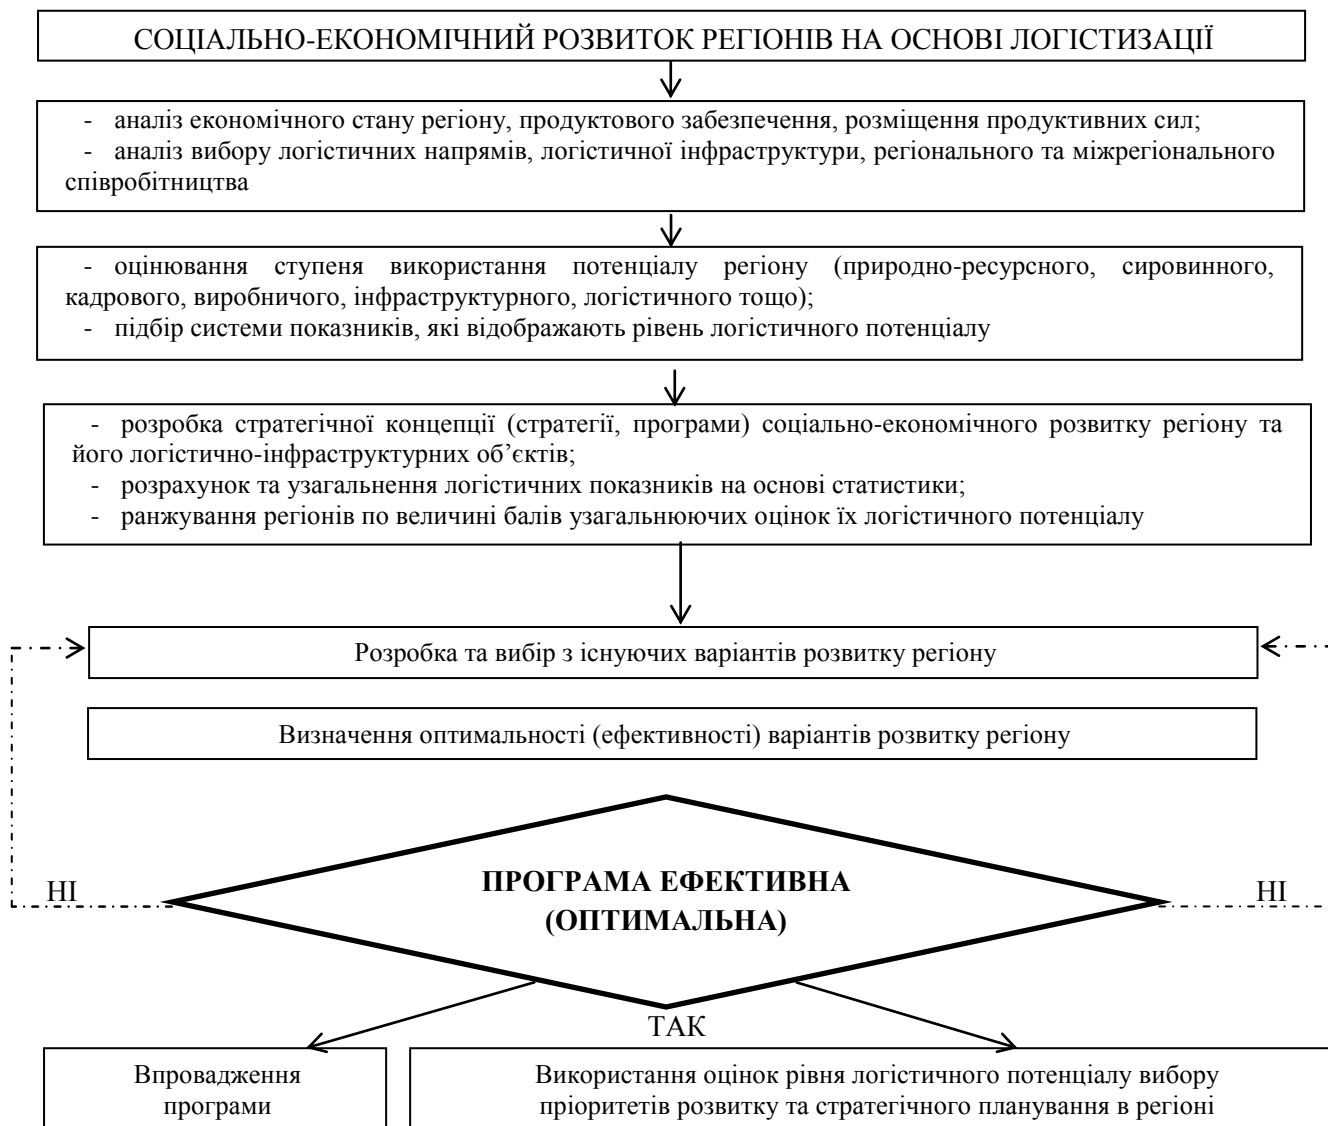 СОЦІАЛЬНО-ЕКОНОМІЧНИЙ РОЗВИТОК РЕГІОНІВ НА ОСНОВІ ЛОГІСТИЗАЦІЇ
- аналіз економічного стану регіону, продуктового забезпечення, розміщення продуктивних сил;
- аналіз вибору логістичних напрямів, логістичної інфраструктури, регіонального та міжрегіонального
співробітництва
- оцінювання ступеня використання потенціалу регіону (природно-ресурсного, сировинного,
кадрового, виробничого, інфраструктурного, логістичного тощо);
- підбір системи показників, які відображають рівень логістичного потенціалу
- розробка стратегічної концепції (стратегії, програми) соціально-економічного розвитку регіону та
його логістично-інфраструктурних об’єктів;
- розрахунок та узагальнення логістичних показників на основі статистики;
- ранжування регіонів по величині балів узагальнюючих оцінок їх логістичного потенціалу
Розробка та вибір з існуючих варіантів розвитку регіону
Визначення оптимальності (ефективності) варіантів розвитку регіону
ПРОГРАМА ЕФЕКТИВНА
(ОПТИМАЛЬНА)
НІ
НІ
ТАК
Впровадження
програми
Використання оцінок рівня логістичного потенціалу вибору
пріоритетів розвитку та стратегічного планування в регіоні